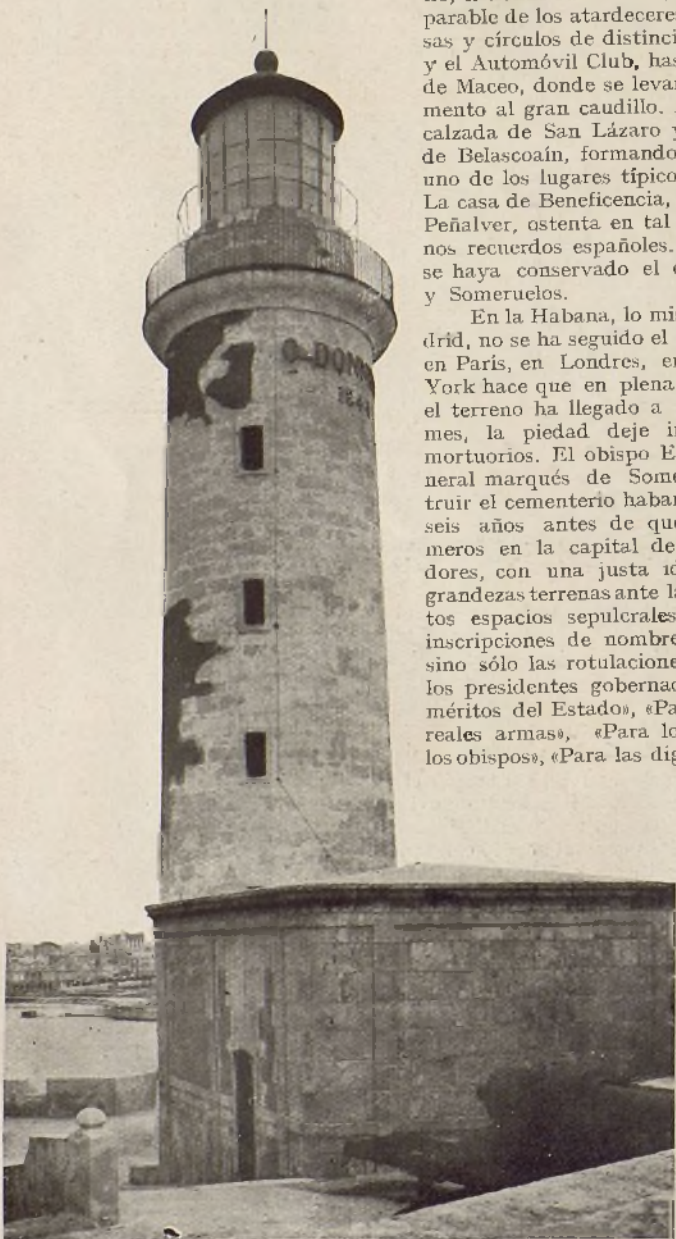 parable de los atardecere
sas y círculos de distinci
y el Automóvil Club, has
de Maceo, donde se leva
mento al gran caudillo.
calzada de San Lázaro y
de Belascoaín, formando
uno de los lugares típico
La casa de Beneficencia,
Peñalver, ostenta en tal
nos recuerdos españoles.
se haya conservado el
y Someruelos.
En la Habana, lo mi
drid, no se ha seguido el
en París, en Londres, e
York hace que en plena
el terreno ha llegado a
mes, la piedad deje i
mortuorios. El obispo E
neral marqués de Some
truir el cementerio haba
seis años antes de que
meros en la capital de
dores, con una justa i
grandezas terrenas ante l
tos espacios sepulcrales
inscripciones de nombre
sino sólo las rotulacione
los presidentes gobernad
méritos del Estado», «Pa
reales armas», «Para lo
los obispos», «Para las dig
O-DONN
184